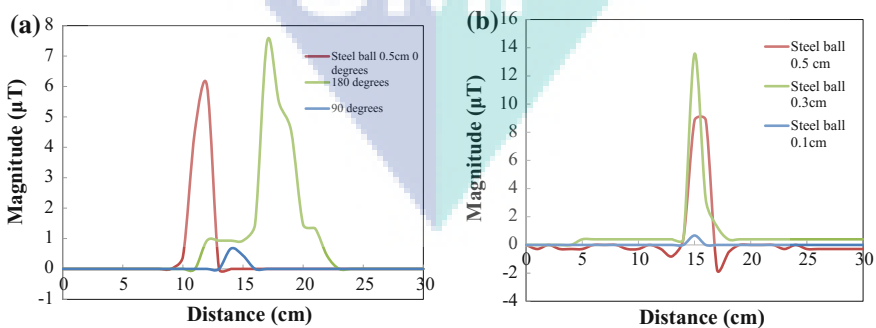 (a)
8
7
6
5
4
3
2
1
0
-1
0
5
10
15
20
25
30
Magnitude (µT)
Distance (cm)
Steel ball 0.5cm 0
degrees
180 degrees
90 degrees
(b)
16
14
12
10
8
6
4
2
0
-2
-4
0
5
10
15
20
25
30
Magnitude (µT)
Distance (cm)
Steel ball
0.5 cm
Steel ball
0.3cm
Steel ball
0.1cm